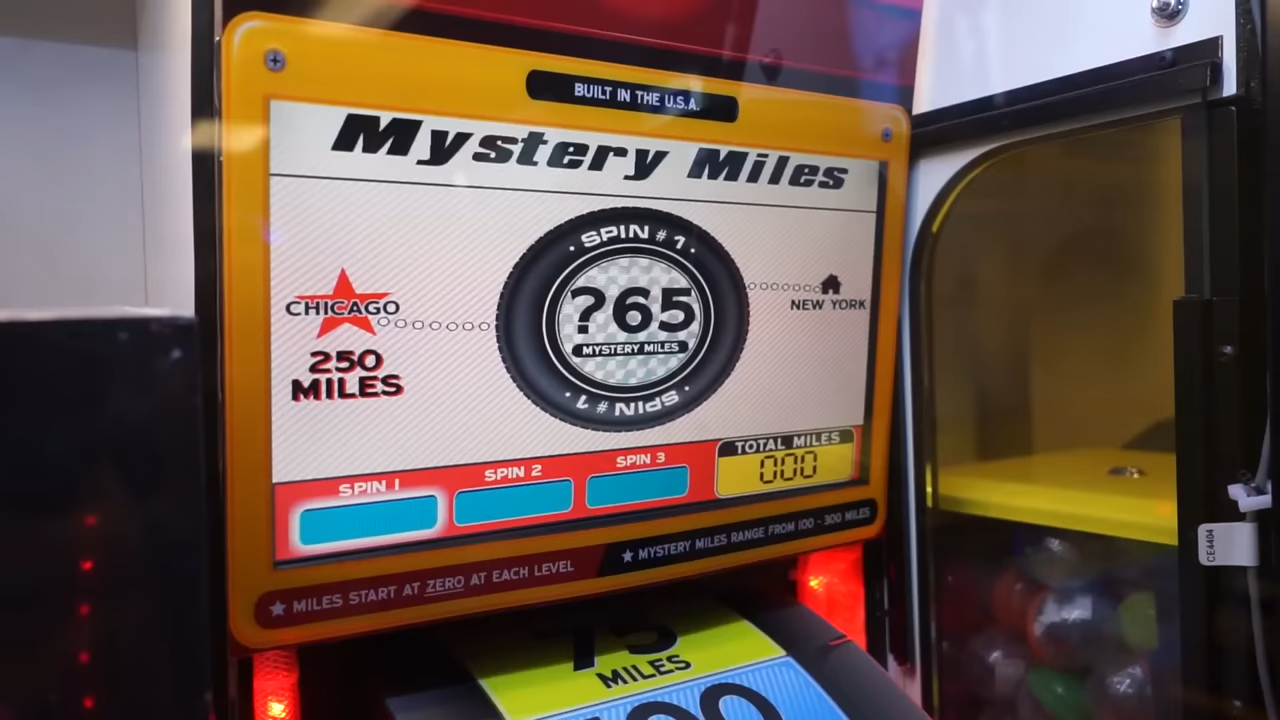 BUILT IN THE U.S.A.
Mystery Miles
· SPIN # 1 ·
?65
MYSTERY MILES
· SPIN # 1 ·
CHICAGO
250
MILES
NEW YORK
SPIN 1
SPIN 2
SPIN 3
TOTAL MILES
000
★ MILES START AT ZERO AT EACH LEVEL
★ MYSTERY MILES RANGE FROM 100 - 300 MILES
75
MILES
CE4404